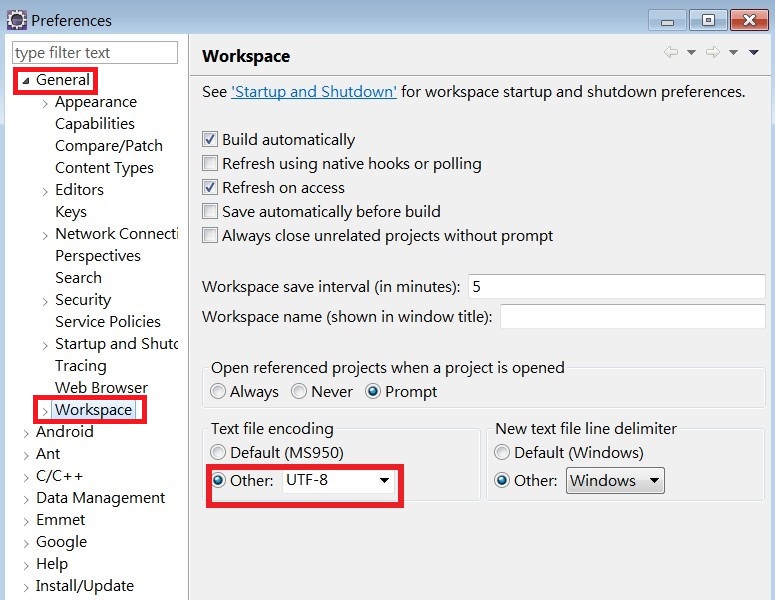 Preferences
type filter text
General
Appearance
Capabilities
Compare/Patch
Content Types
Editors
Keys
Network Connecti
Perspectives
Search
Security
Service Policies
Startup and Shutd
Tracing
Web Browser
Workspace
Android
Ant
C/C++
Data Management
Emmet
Google
Help
Install/Update
Workspace
See 'Startup and Shutdown' for workspace startup and shutdown preferences.
Build automatically
Refresh using native hooks or polling
Refresh on access
Save automatically before build
Always close unrelated projects without prompt
Workspace save interval (in minutes): 5
Workspace name (shown in window title):
Open referenced projects when a project is opened
Always Never Prompt
Text file encoding
Default (MS950)
Other: UTF-8
New text file line delimiter
Default (Windows)
Other: Windows